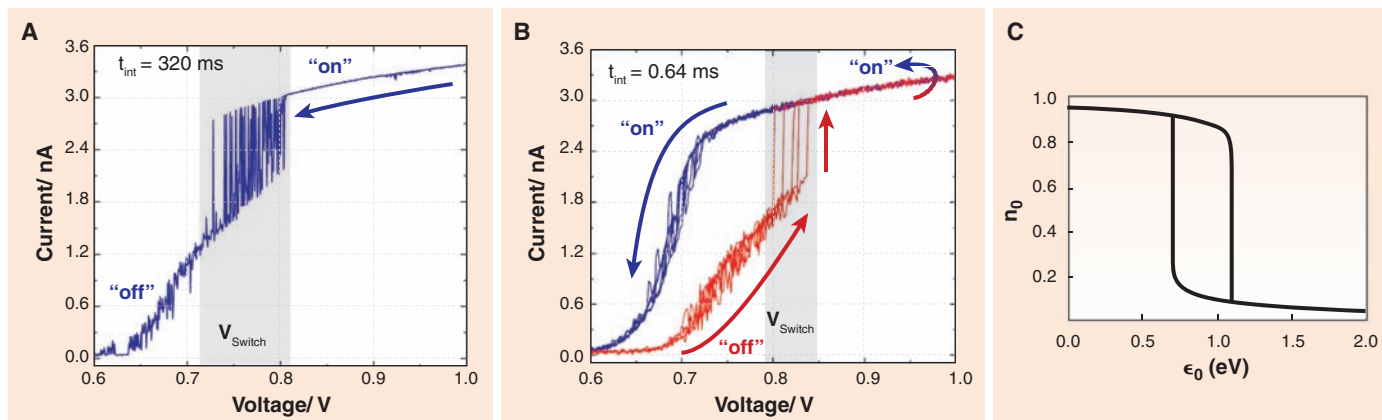 A
t_int = 320 ms
"on"
"off"
V_Switch
Current/ nA
3.6
3.0
2.4
1.8
1.2
0.6
0.0
0.6 0.7 0.8 0.9 1.0
Voltage/ V
B
t_int = 0.64 ms
"on"
"on"
"off"
V_Switch
Current/ nA
3.6
3.0
2.4
1.8
1.2
0.6
0.0
0.6 0.7 0.8 0.9 1.0
Voltage/ V
C
n_0
1.0
0.8
0.6
0.4
0.2
0.0 0.5 1.0 1.5 2.0
ϵ_0 (eV)